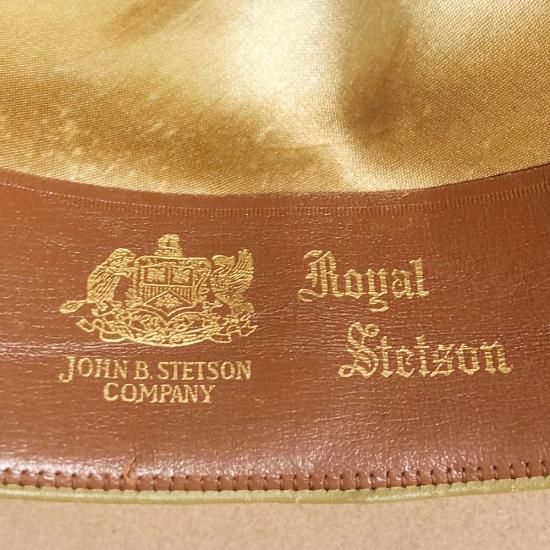 JOHN B. STETSON
COMPANY
Royal
Stetson